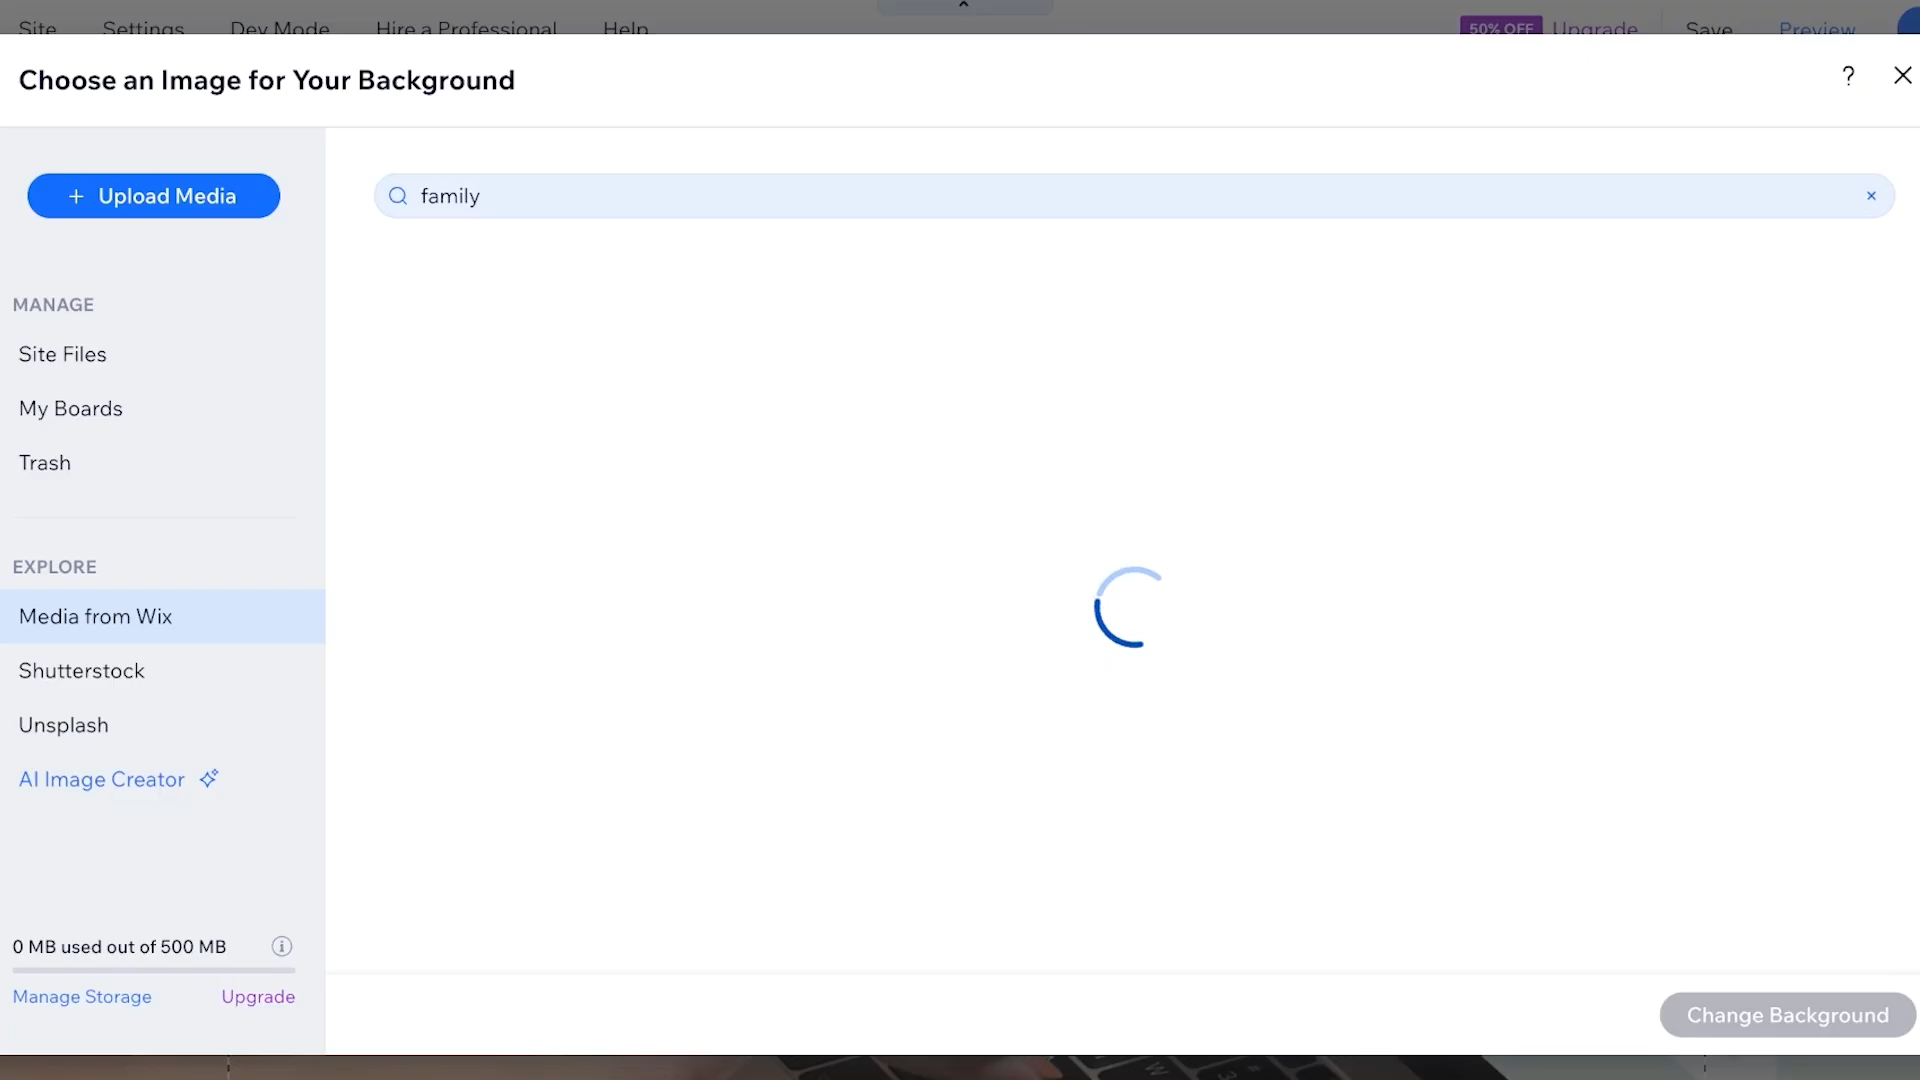 Site Settings Dev Mode Hire a Professional Help 50% OFF Upgrade Save Preview
Choose an Image for Your Background ?
+ Upload Media
family
MANAGE
Site Files
My Boards
Trash
EXPLORE
Media from Wix
Shutterstock
Unsplash
AI Image Creator
0 MB used out of 500 MB
Manage Storage Upgrade
Change Background
W 3